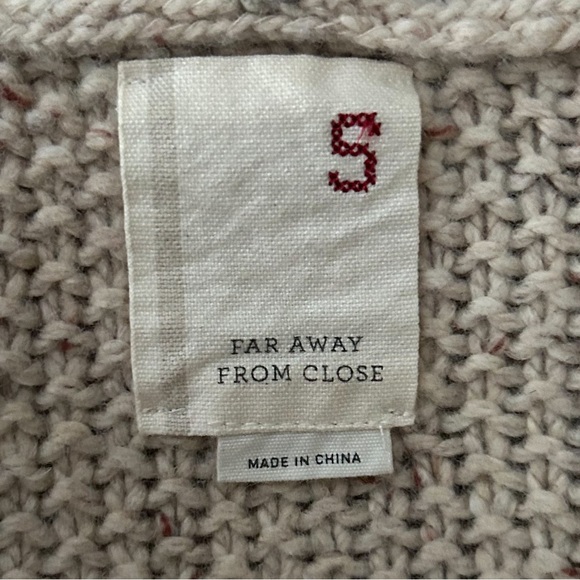 S
FAR AWAY
FROM CLOSE
MADE IN CHINA